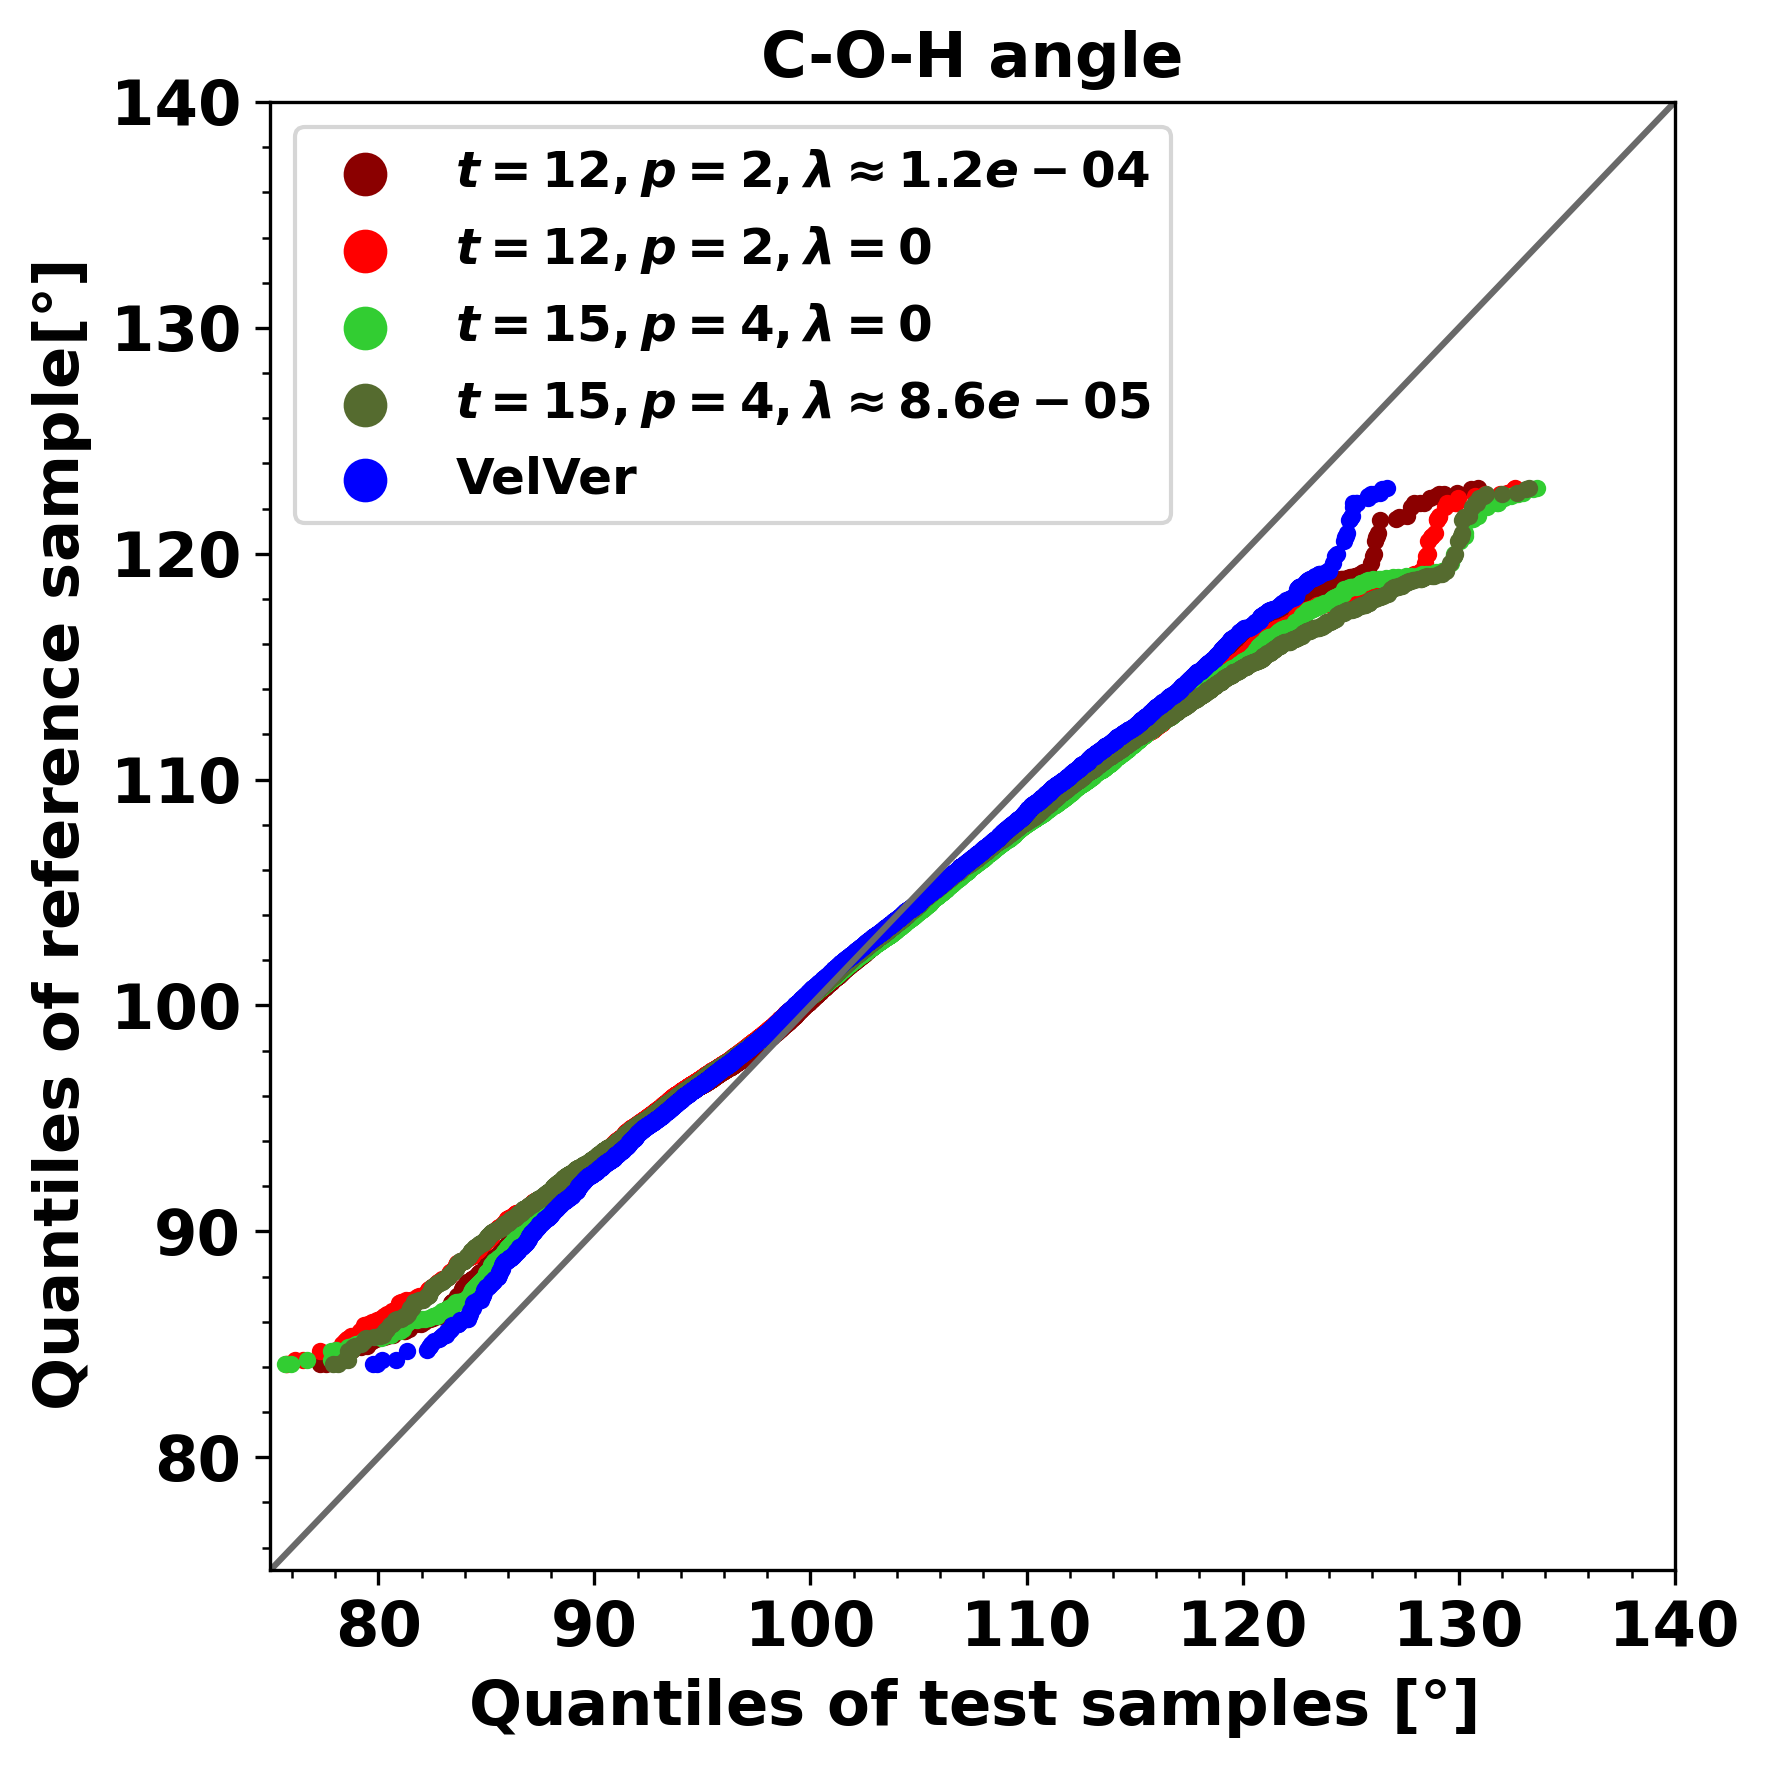 C-O-H angle
140
130
120
110
100
90
80
Quantiles of reference sample[°]
t = 12, p = 2, λ ≈ 1.2e − 04
t = 12, p = 2, λ = 0
t = 15, p = 4, λ = 0
t = 15, p = 4, λ ≈ 8.6e − 05
VelVer
80 90 100 110 120 130 140
Quantiles of test samples [°]